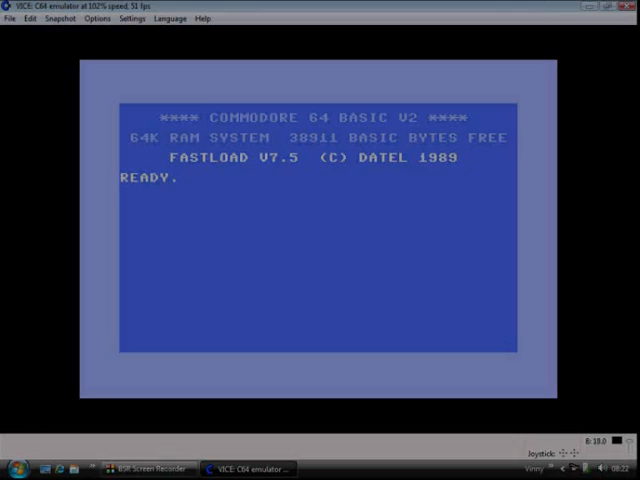 VICE: C64 emulator at 102% speed, 51 fps
File Edit Snapshot Options Settings Language Help
**** COMMODORE 64 BASIC V2 ****
64K RAM SYSTEM 38911 BASIC BYTES FREE
FASTLOAD V7.5 (C) DATEL 1989
READY.
8: 18.0
Joystick:
BSR Screen Recorder
VICE: C64 emulator ...
Vinny
08:22